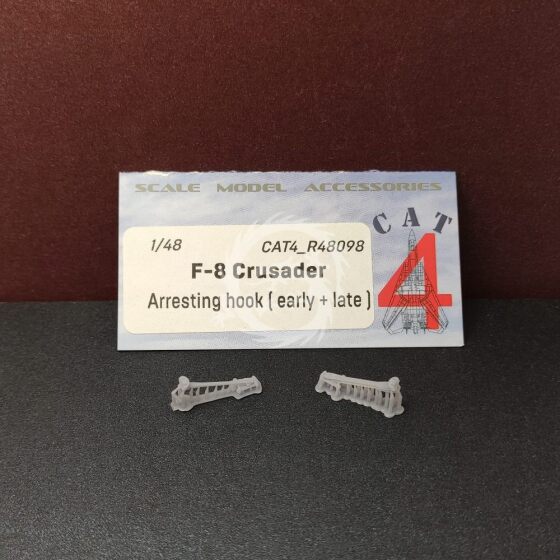 SCALE MODEL ACCESSORIES
CAT
4
1/48 CAT4_R48098
F-8 Crusader
Arresting hook ( early + late )